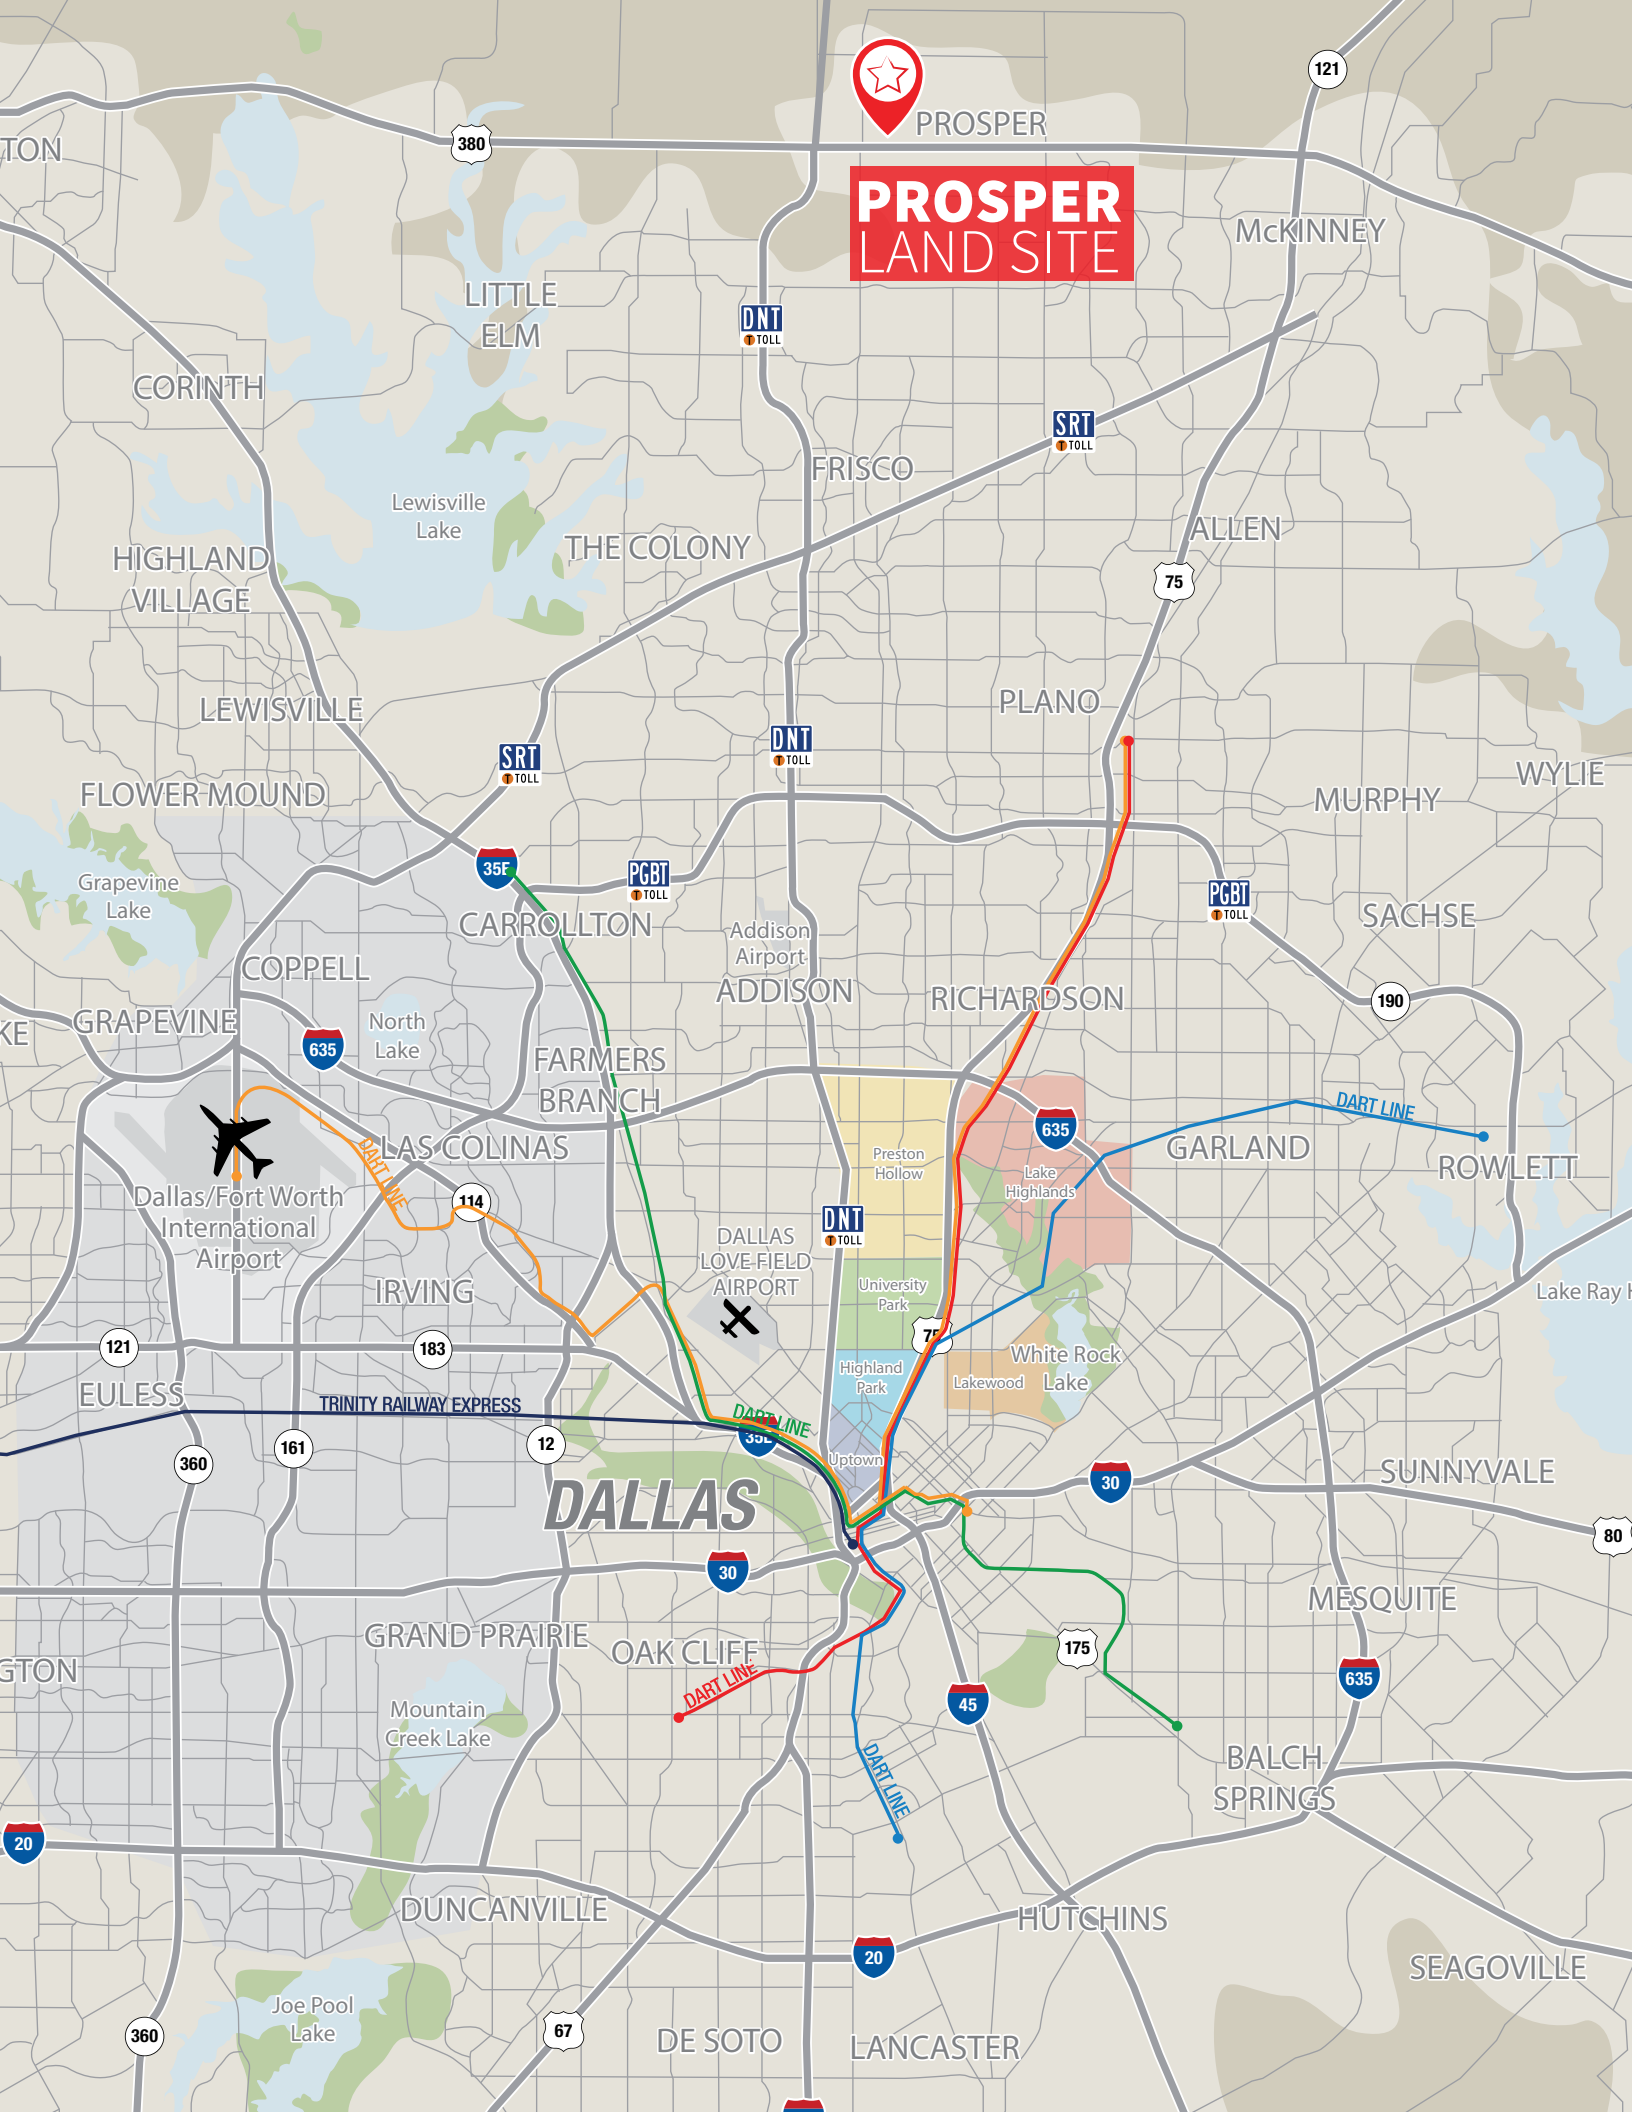 121
PROSPER
TON
380
PROSPER
LAND SITE
McKINNEY
LITTLE
ELM
DNT
T TOLL
CORINTH
SRT
T TOLL
FRISCO
Lewisville
Lake
ALLEN
THE COLONY
HIGHLAND
VILLAGE
75
PLANO
LEWISVILLE
DNT
T TOLL
SRT
T TOLL
WYLIE
FLOWER MOUND
MURPHY
35E
PGBT
T TOLL
Grapevine
Lake
PGBT
T TOLL
CARROLLTON
SACHSE
Addison
Airport
COPPELL
ADDISON
RICHARDSON
190
GRAPEVINE
KE
North
Lake
635
FARMERS
BRANCH
DART LINE
635
LAS COLINAS
GARLAND
DART LINE
Preston
Hollow
ROWLETT
Lake
Highlands
Dallas/Fort Worth
International
Airport
114
DNT
T TOLL
DALLAS
LOVE FIELD
AIRPORT
IRVING
University
Park
Lake Ray H
75
121
183
White Rock
Lake
Highland
Park
Lakewood
EULESS
TRINITY RAILWAY EXPRESS
DART LINE
35E
12
161
360
Uptown
SUNNYVALE
30
DALLAS
80
30
MESQUITE
GRAND PRAIRIE
OAK CLIFF
175
GTON
635
DART LINE
45
Mountain
Creek Lake
BALCH
SPRINGS
DART LINE
20
DUNCANVILLE
HUTCHINS
20
SEAGOVILLE
Joe Pool
Lake
360
67
DE SOTO
LANCASTER